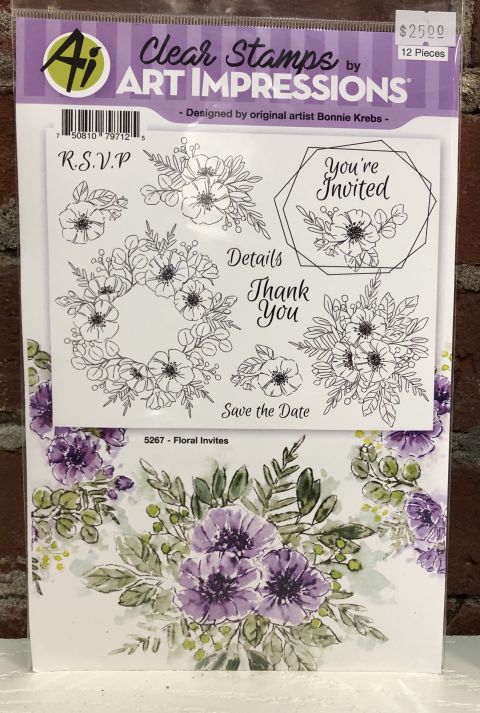 $25.00
12 Pieces
Ai
Clear Stamps by
ART IMPRESSIONS®
- Designed by original artist Bonnie Krebs -
7 50810 79712 5
R.S.V.P
You're
Invited
Details
Thank
You
Save the Date
5267 - Floral Invites